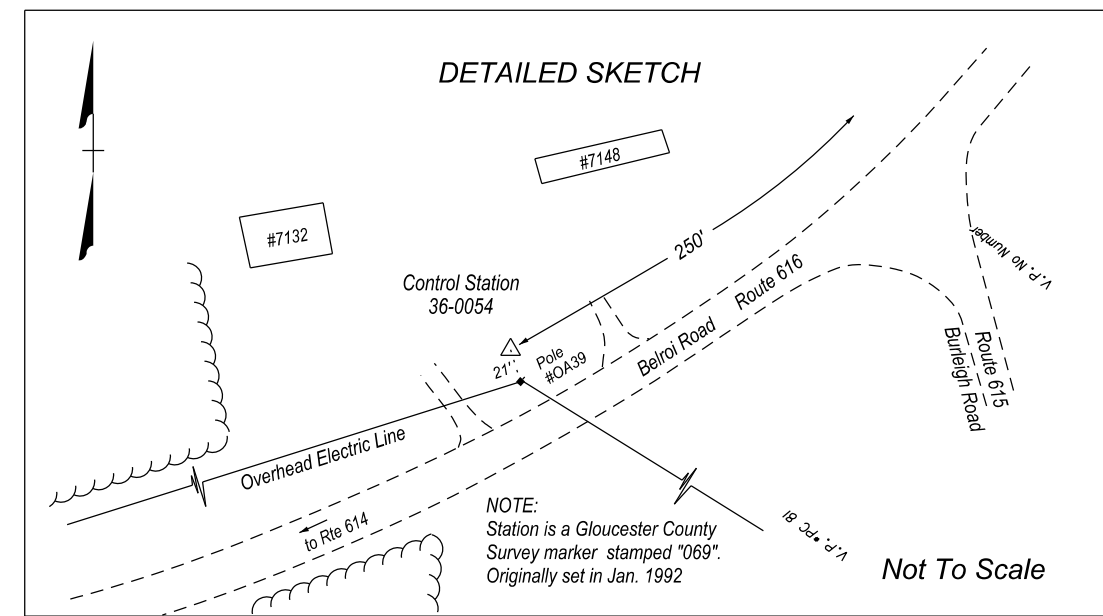 DETAILED SKETCH
#7148
#7132
250'
Control Station
36-0054
V.P. No Number
Belroi Road Route 616
21'
Pole
#OA39
Route 615
Burleigh Road
Overhead Electric Line
to Rte 614
NOTE:
Station is a Gloucester County
Survey marker stamped "069".
Originally set in Jan. 1992
V.P. PC 81
Not To Scale